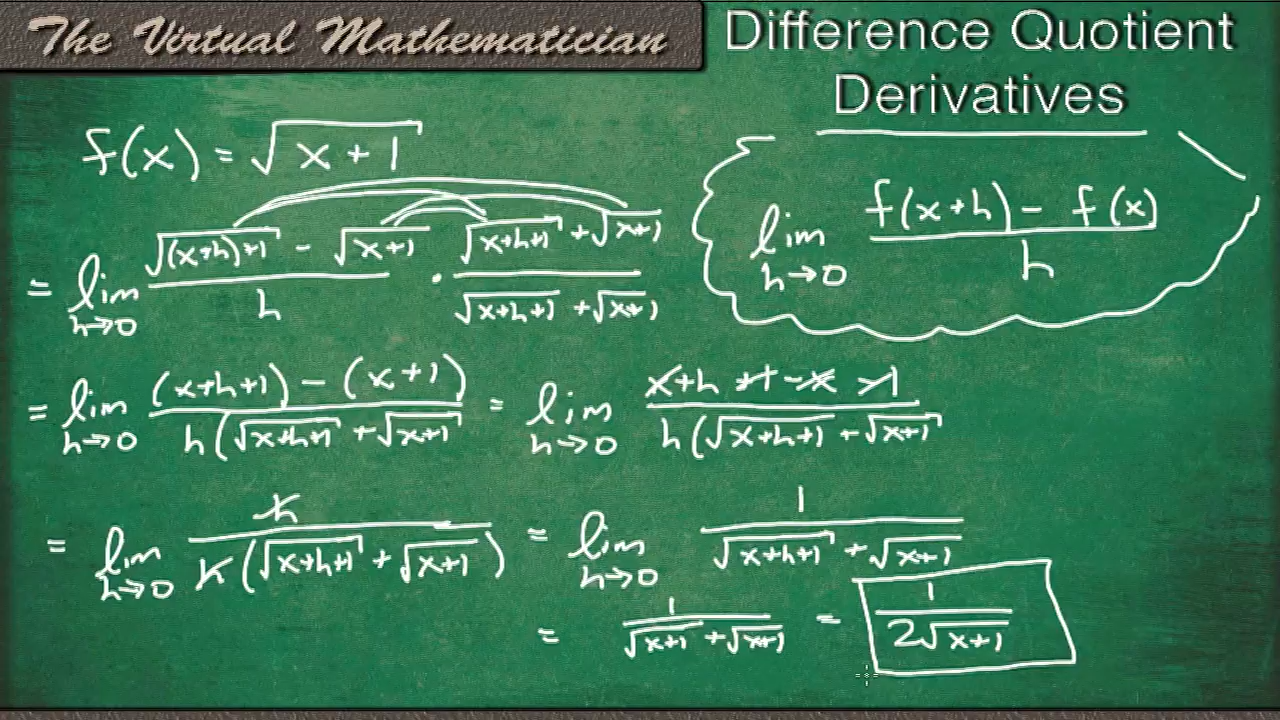 The Virtual Mathematician
Difference Quotient
Derivatives
f(x) = √(x+1)
lim h→0 (f(x+h) - f(x))/h
= lim h→0 (√((x+h)+1) - √(x+1))/h · (√(x+h+1) + √(x+1))/(√(x+h+1) + √(x+1))
= lim h→0 ((x+h+1) - (x+1))/(h(√(x+h+1) + √(x+1))) = lim h→0 (x+h+1-x-1)/(h(√(x+h+1) + √(x+1)))
= lim h→0 h/(h(√(x+h+1) + √(x+1))) = lim h→0 1/(√(x+h+1) + √(x+1))
= 1/(√(x+1) + √(x+1)) = 1/(2√(x+1))